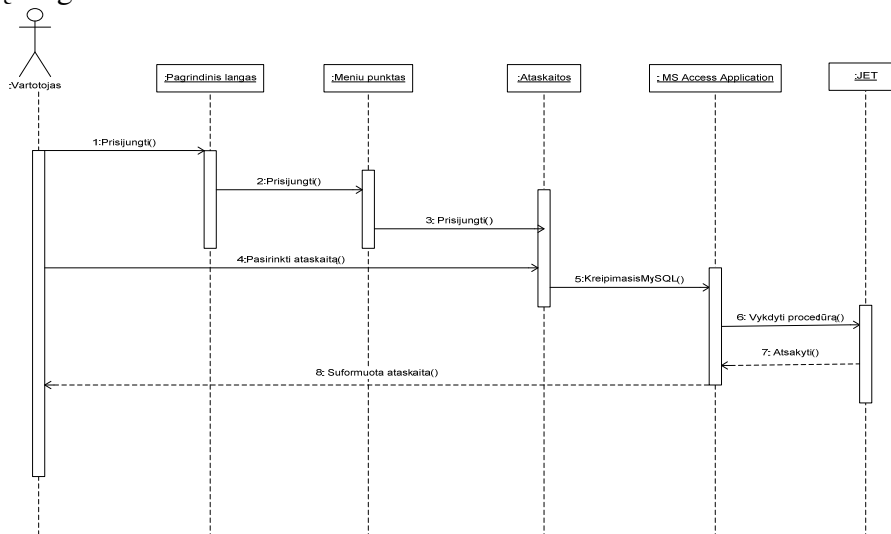 :Vartotojas
:Pagrindinis langas
:Meniu punktas
:Ataskaitos
: MS Access Application
:JET
1:Prisijungti()
2:Prisijungti()
3: Prisijungti()
4:Pasirinkti ataskaitą()
5:KreipimasisMySQL()
6: Vykdyti procedūrą()
7: Atsakyti()
8: Suformuota ataskaita()